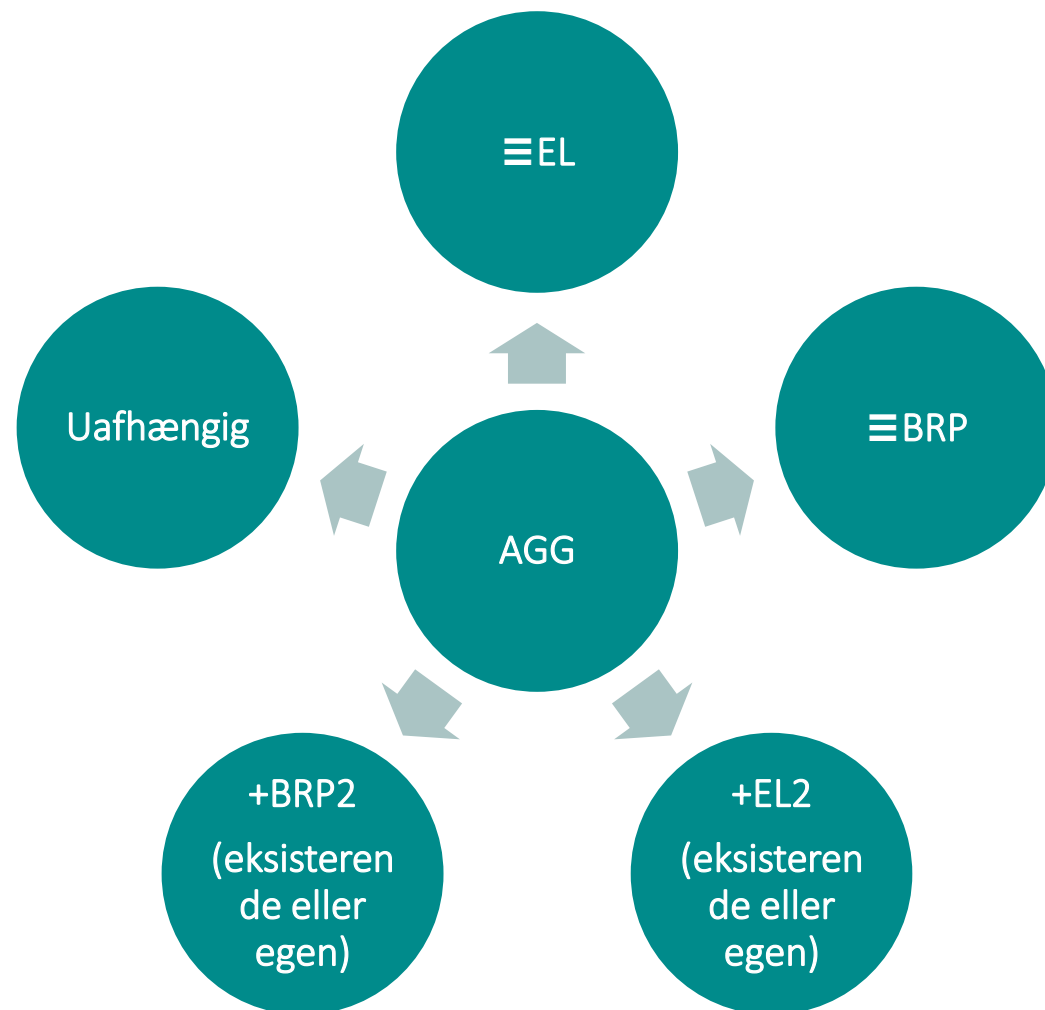 ≡EL
Uafhængig
≡BRP
AGG
+BRP2
(eksisteren
de eller
egen)
+EL2
(eksisteren
de eller
egen)